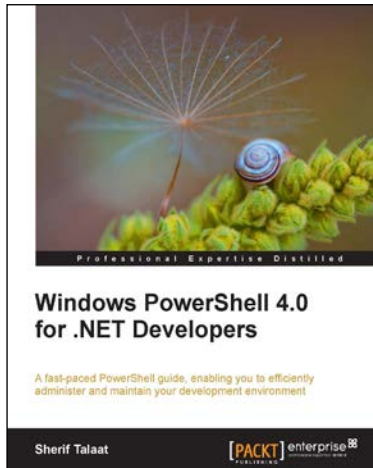 Professional Expertise Distilled
Windows PowerShell 4.0
for .NET Developers
A fast-paced PowerShell guide, enabling you to efficiently
administer and maintain your development environment
Sherif Talaat
[PACKT] enterprise
PUBLISHING